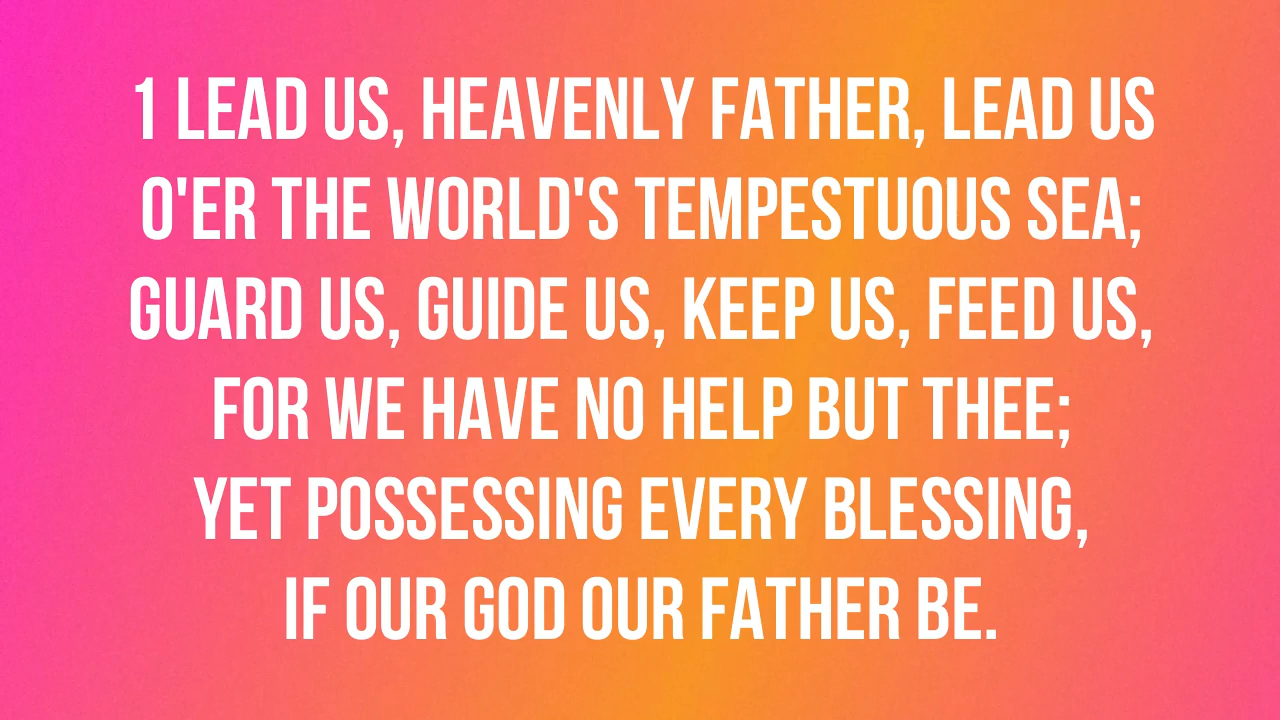 1 LEAD US, HEAVENLY FATHER, LEAD US
O'ER THE WORLD'S TEMPESTUOUS SEA;
GUARD US, GUIDE US, KEEP US, FEED US,
FOR WE HAVE NO HELP BUT THEE;
YET POSSESSING EVERY BLESSING,
IF OUR GOD OUR FATHER BE.